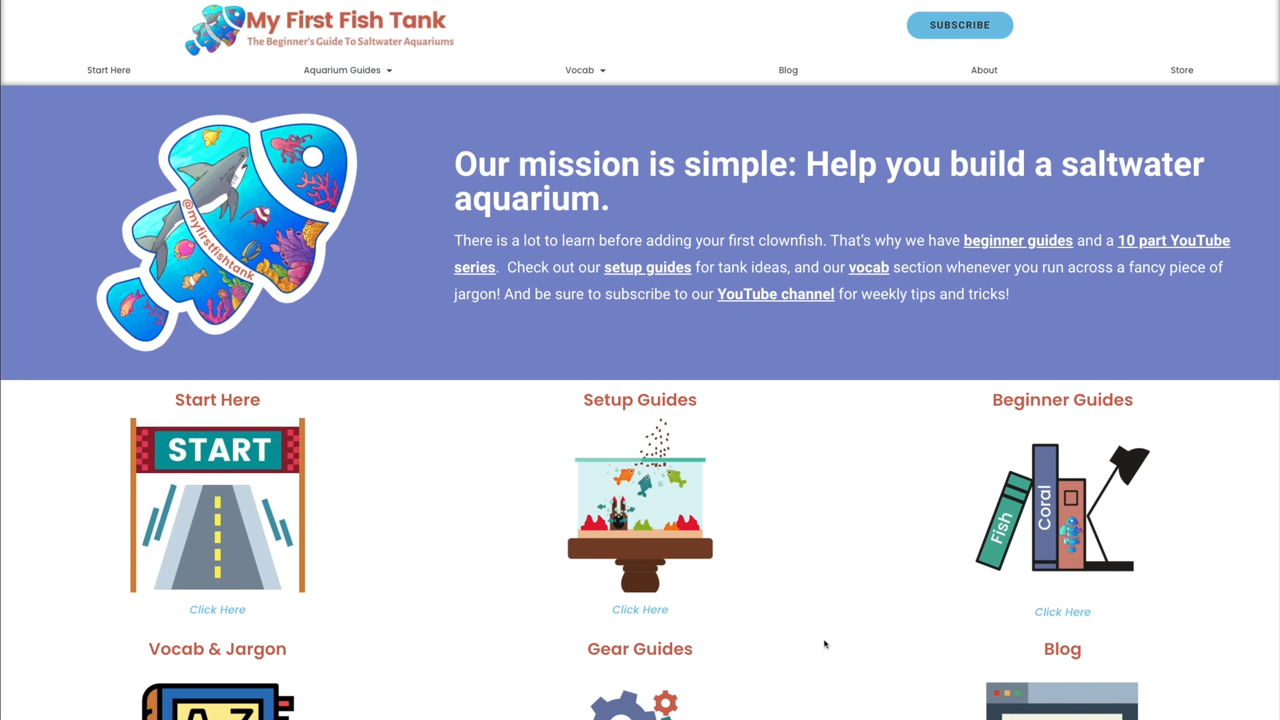 My First Fish Tank
The Beginner's Guide To Saltwater Aquariums
SUBSCRIBE
Start Here
Aquarium Guides
Vocab
Blog
About
Store
@myfirstfishtank
Our mission is simple: Help you build a saltwater
aquarium.
There is a lot to learn before adding your first clownfish. That's why we have beginner guides and a 10 part YouTube
series. Check out our setup guides for tank ideas, and our vocab section whenever you run across a fancy piece of
jargon! And be sure to subscribe to our YouTube channel for weekly tips and tricks!
Start Here
Setup Guides
Beginner Guides
START
Fish
Coral
Click Here
Click Here
Click Here
Vocab & Jargon
Gear Guides
Blog
A-Z